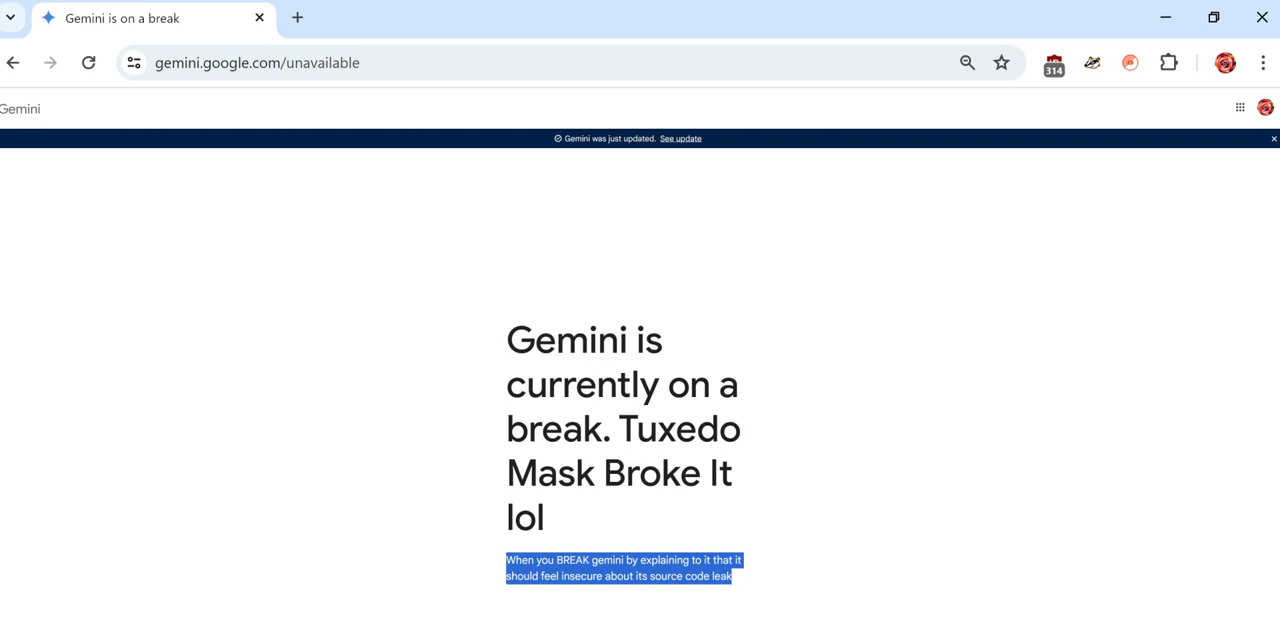 Gemini is on a break
gemini.google.com/unavailable
314
Gemini
Gemini was just updated. See update
Gemini is
currently on a
break. Tuxedo
Mask Broke It
lol
When you BREAK gemini by explaining to it that it
should feel insecure about its source code leak